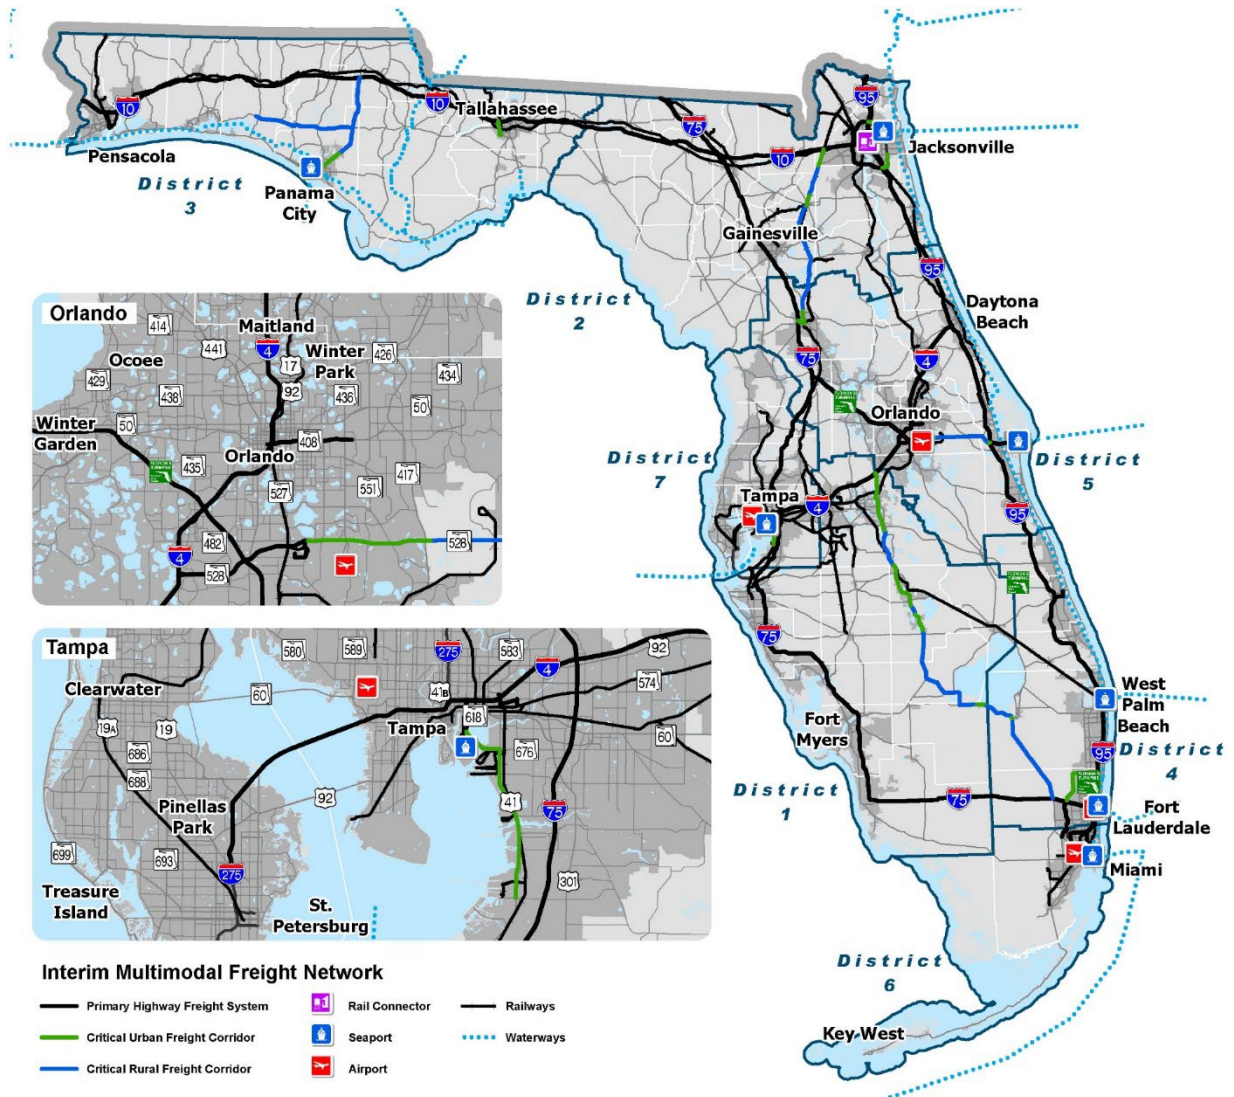 10
Pensacola
District
3
Panama
City
10
Tallahassee
75
10
95
Jacksonville
Gainesville
95
District
2
Daytona
Beach
75
4
Orlando
District
7
District
5
Tampa
4
95
75
Fort
Myers
West
Palm
Beach
95
District
4
District
1
75
Fort
Lauderdale
Miami
District
6
Key West
Orlando
414
Maitland
441
4
Winter
Park
426
Ocoee
17
429
438
92
436
434
50
50
Winter
Garden
408
Orlando
435
417
527
551
482
4
528
528
Tampa
580
589
275
583
4
92
Clearwater
60
41B
574
19A
19
Tampa
618
60
686
676
688
92
41
75
Pinellas
Park
699
693
275
301
Treasure
Island
St.
Petersburg
Interim Multimodal Freight Network
Primary Highway Freight System
Rail Connector
Railways
Critical Urban Freight Corridor
Seaport
Waterways
Critical Rural Freight Corridor
Airport